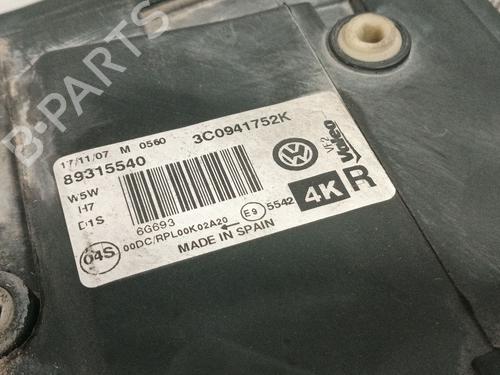 B-PARTS
17/11/07 M 0560 3C0941752K
89315540
W5W
H7
D1S
6G693
VF2 Valeo
4K R
04S 00DC/RPL00K02A20 E9 5542
MADE IN SPAIN